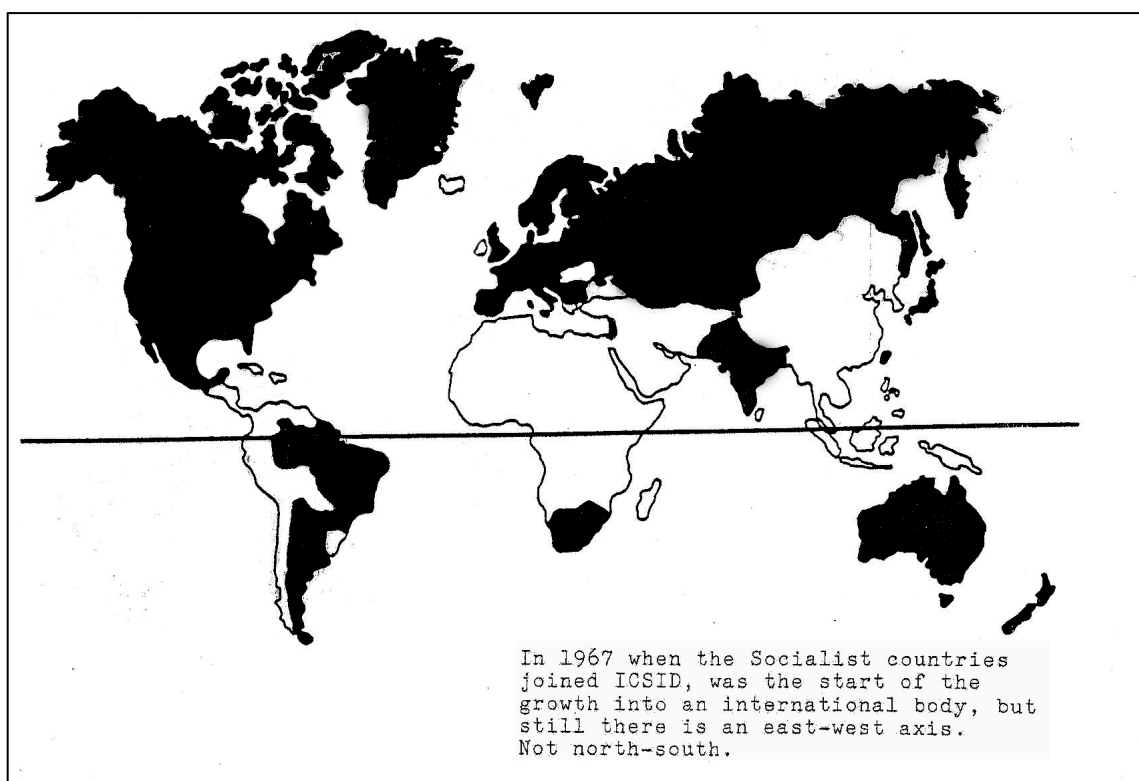 In 1967 when the Socialist countries
joined ICSID, was the start of the
growth into an international body, but
still there is an east-west axis.
Not north-south.